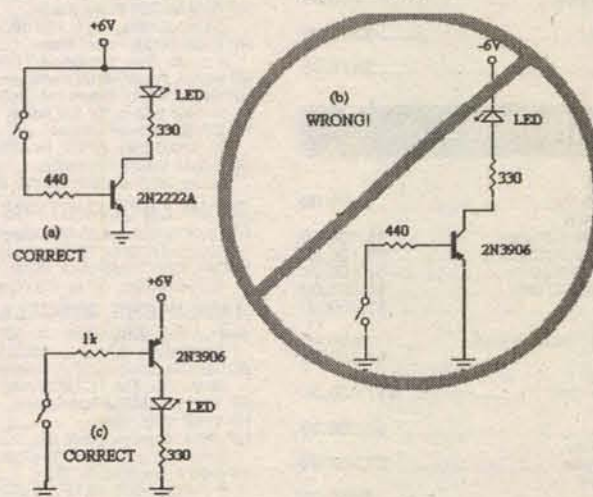 +6V
LED
330
440
2N2222A
(a)
CORRECT
-6V
(b)
WRONG!
LED
330
440
2N3906
+6V
1k
2N3906
LED
(c)
CORRECT
330